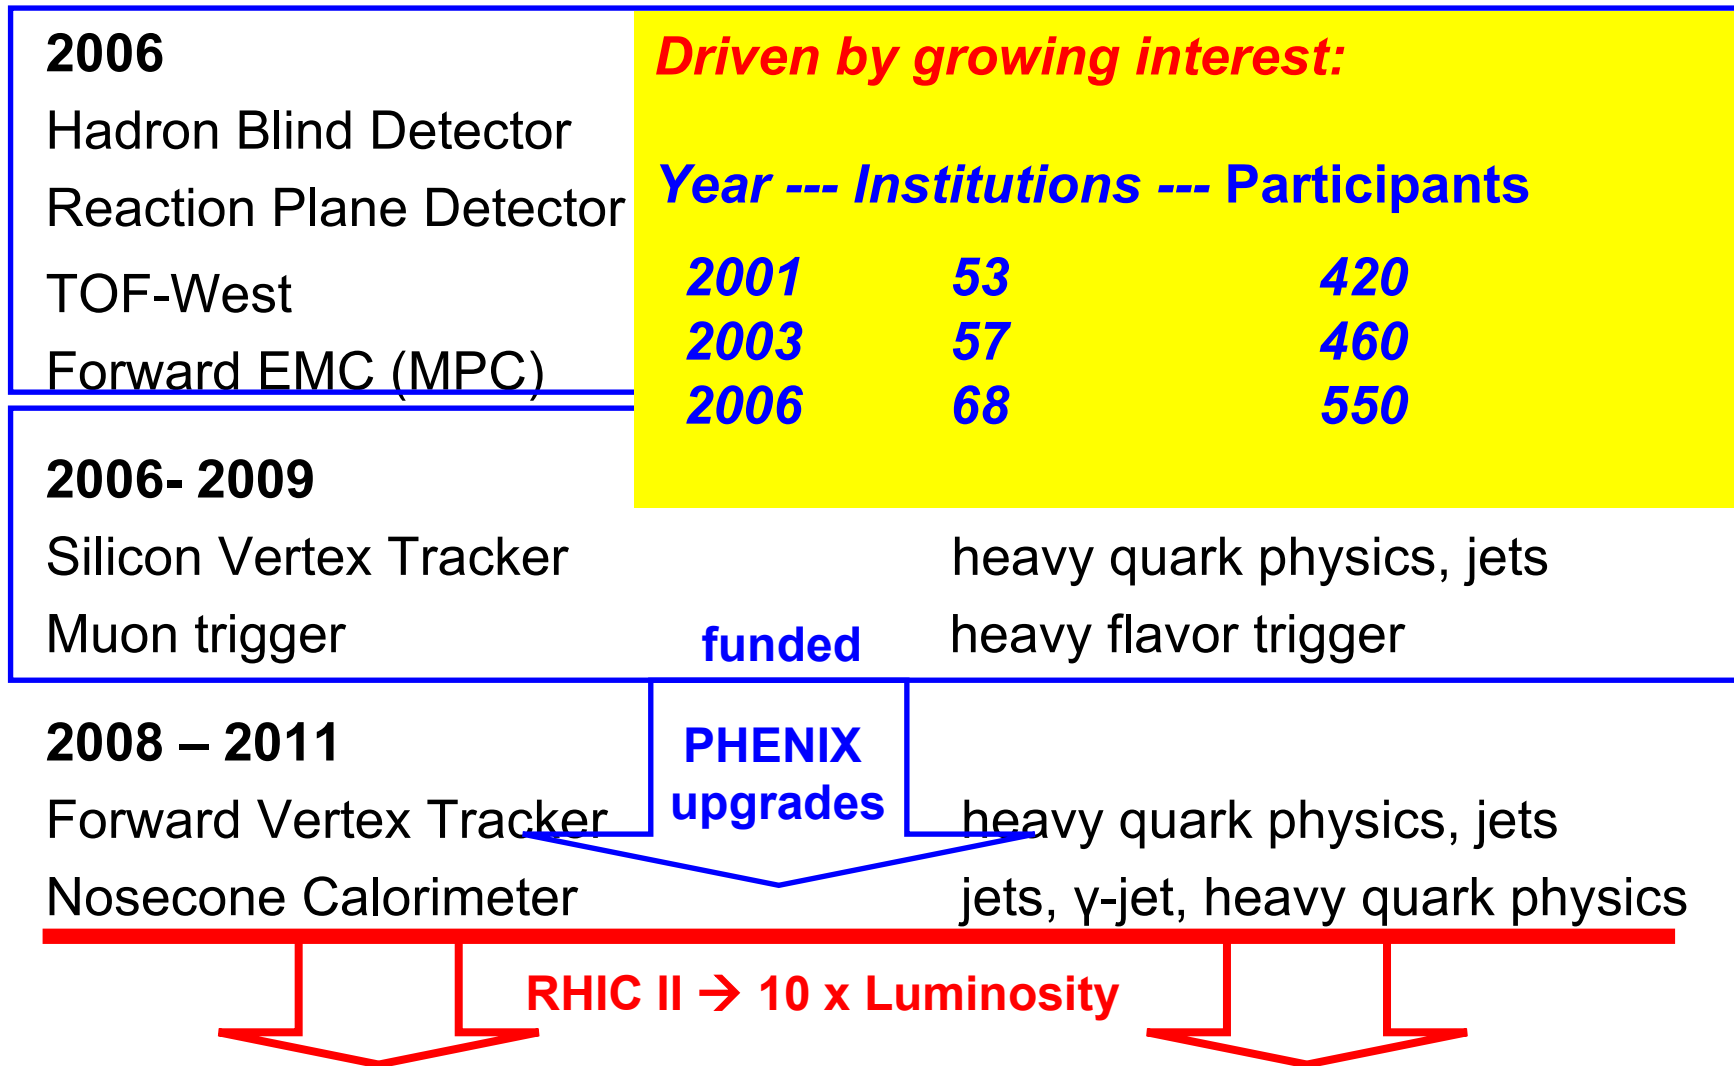 2006
Hadron Blind Detector
Reaction Plane Detector
TOF-West
Forward EMC (MPC)
Driven by growing interest:
Year --- Institutions --- Participants
2001 53 420
2003 57 460
2006 68 550
2006- 2009
Silicon Vertex Tracker heavy quark physics, jets
Muon trigger funded heavy flavor trigger
2008 – 2011
PHENIX
upgrades
Forward Vertex Tracker heavy quark physics, jets
Nosecone Calorimeter jets, γ-jet, heavy quark physics
RHIC II → 10 x Luminosity